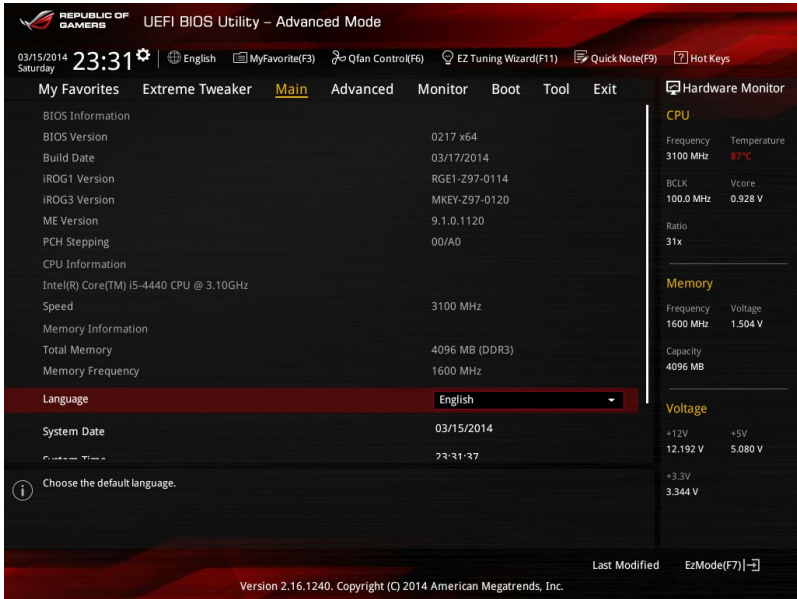 REPUBLIC OF
GAMERS
UEFI BIOS Utility – Advanced Mode
03/15/2014
Saturday
23:31
English
MyFavorite(F3)
Qfan Control(F6)
EZ Tuning Wizard(F11)
Quick Note(F9)
? Hot Keys
My Favorites Extreme Tweaker Main Advanced Monitor Boot Tool Exit
BIOS Information
BIOS Version 0217 x64
Build Date 03/17/2014
iROG1 Version RGE1-Z97-0114
iROG3 Version MKEY-Z97-0120
ME Version 9.1.0.1120
PCH Stepping 00/A0
CPU Information
Intel(R) Core(TM) i5-4440 CPU @ 3.10GHz
Speed 3100 MHz
Memory Information
Total Memory 4096 MB (DDR3)
Memory Frequency 1600 MHz
Language English
System Date 03/15/2014
System Time 23:31:37
Choose the default language.
Hardware Monitor
CPU
Frequency Temperature
3100 MHz 87°C
BCLK Vcore
100.0 MHz 0.928 V
Ratio
31x
Memory
Frequency Voltage
1600 MHz 1.504 V
Capacity
4096 MB
Voltage
+12V +5V
12.192 V 5.080 V
+3.3V
3.344 V
Last Modified
EzMode(F7)
Version 2.16.1240. Copyright (C) 2014 American Megatrends, Inc.